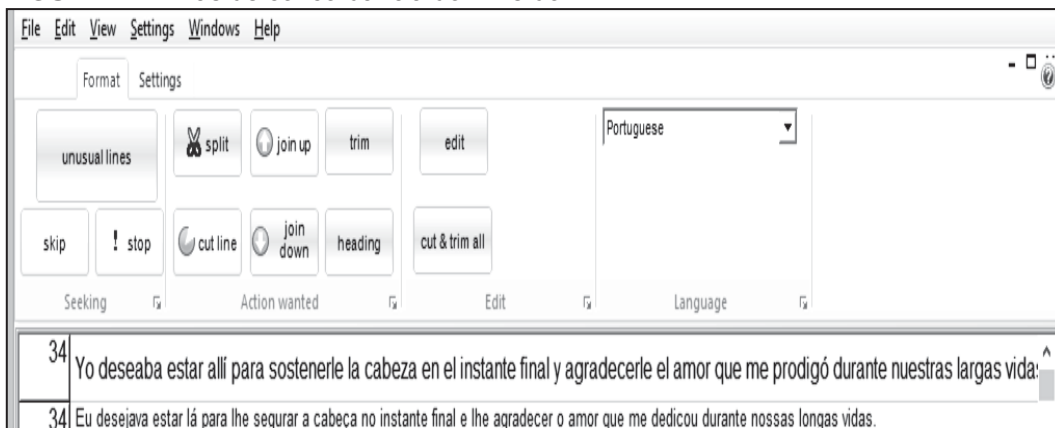 File Edit View Settings Windows Help
Format Settings
unusual lines split join up trim edit Portuguese
skip ! stop cut line join down heading cut & trim all
Seeking Action wanted Edit Language
34 Yo deseaba estar allí para sostenerle la cabeza en el instante final y agradecerle el amor que me prodigó durante nuestras largas vidas
34 Eu desejava estar lá para lhe segurar a cabeça no instante final e lhe agradecer o amor que me dedicou durante nossas longas vidas.